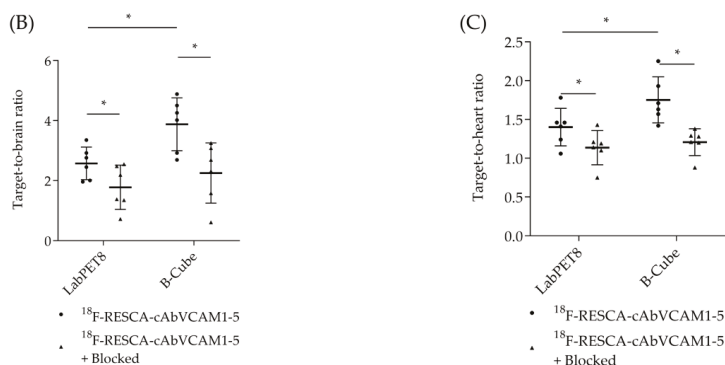 (B)
*
*
*
Target-to-brain ratio
6
4
2
0
LabPET8
B-Cube
• ¹⁸F-RESCA-cAbVCAM1-5
▲ ¹⁸F-RESCA-cAbVCAM1-5
+ Blocked
(C)
*
*
*
Target-to-heart ratio
2.5
2.0
1.5
1.0
0.5
0.0
LabPET8
B-Cube
• ¹⁸F-RESCA-cAbVCAM1-5
▲ ¹⁸F-RESCA-cAbVCAM1-5
+ Blocked